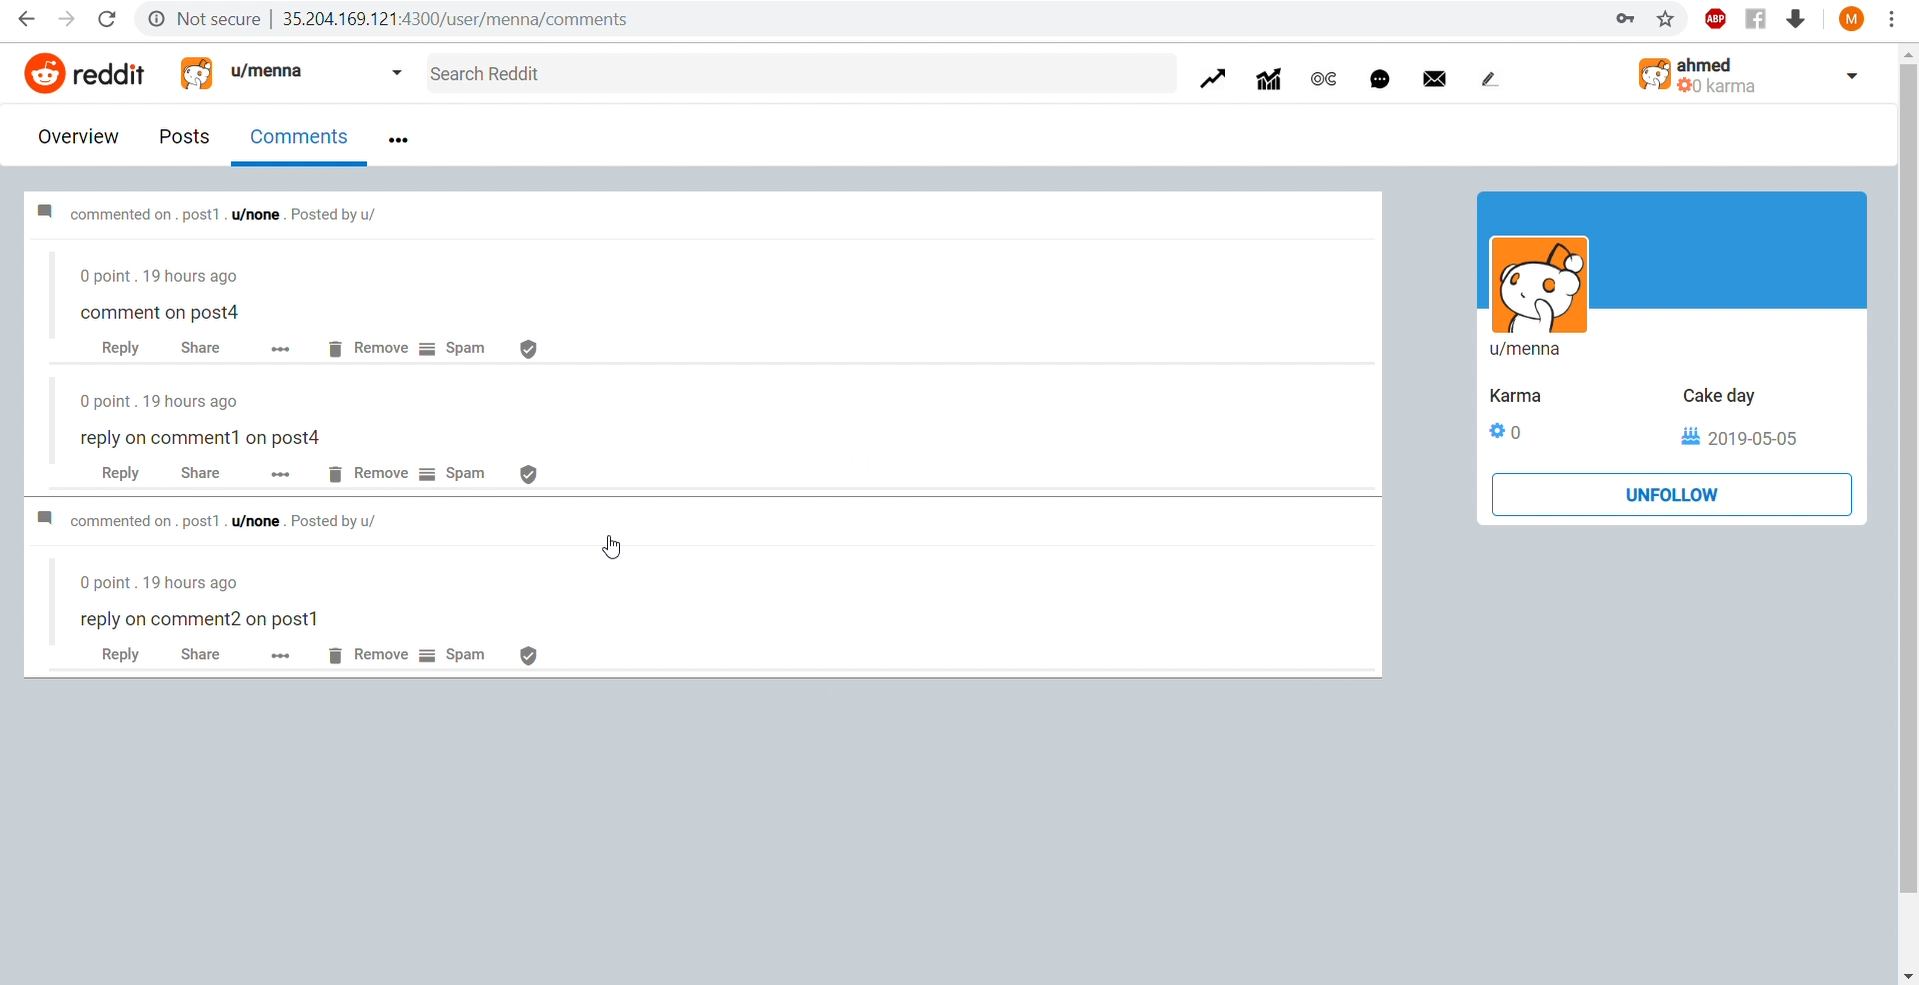 Not secure | 35.204.169.121:4300/user/menna/comments
ABP
M
reddit u/menna Search Reddit OC ahmed
0 karma
Overview Posts Comments •••
commented on . post1 . u/none . Posted by u/
0 point . 19 hours ago
comment on post4
Reply Share Remove Spam
0 point . 19 hours ago
reply on comment1 on post4
Reply Share Remove Spam
commented on . post1 . u/none . Posted by u/
0 point . 19 hours ago
reply on comment2 on post1
Reply Share Remove Spam
u/menna
Karma Cake day
0 2019-05-05
UNFOLLOW